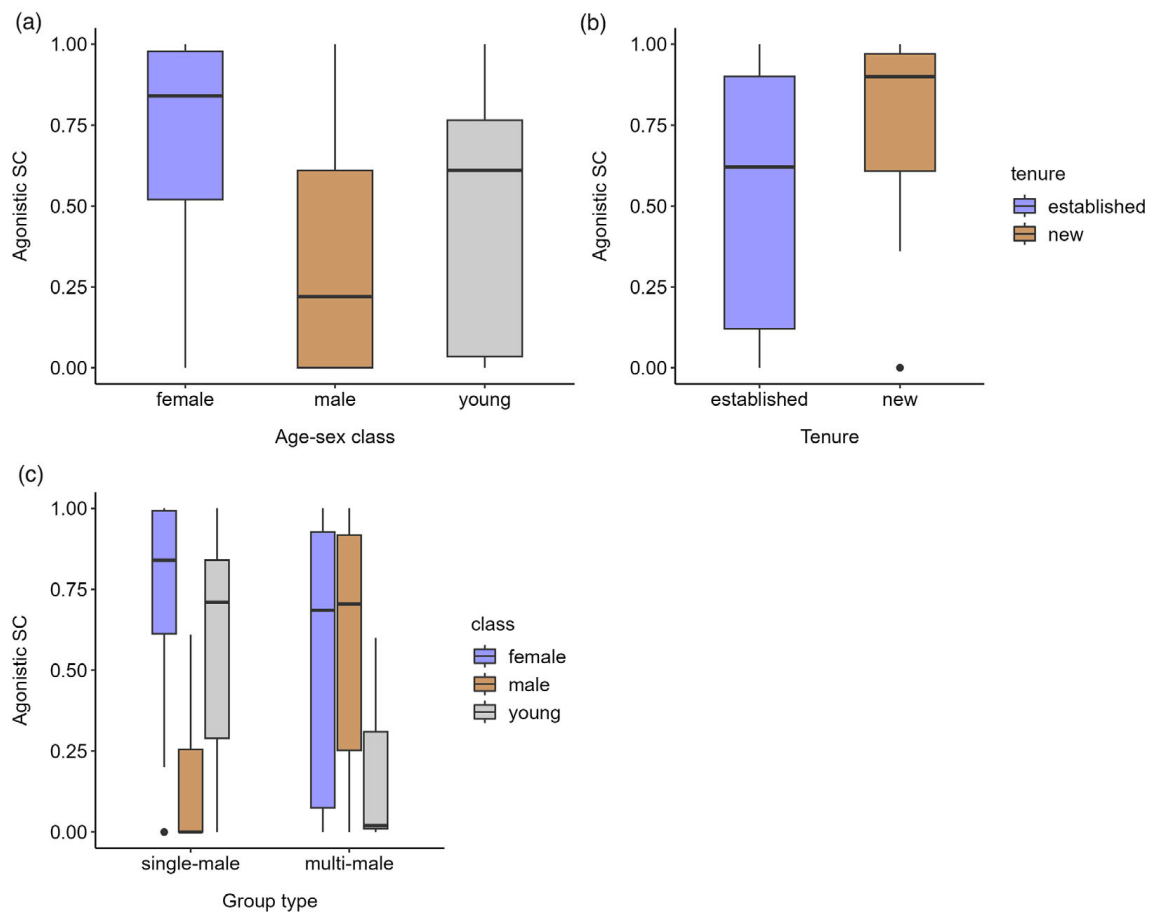 (a)
1.00
0.75
0.50
0.25
0.00
Agonistic SC
female male young
Age-sex class
(b)
1.00
0.75
0.50
0.25
0.00
Agonistic SC
established new
Tenure
tenure
established
new
(c)
1.00
0.75
0.50
0.25
0.00
Agonistic SC
single-male multi-male
Group type
class
female
male
young